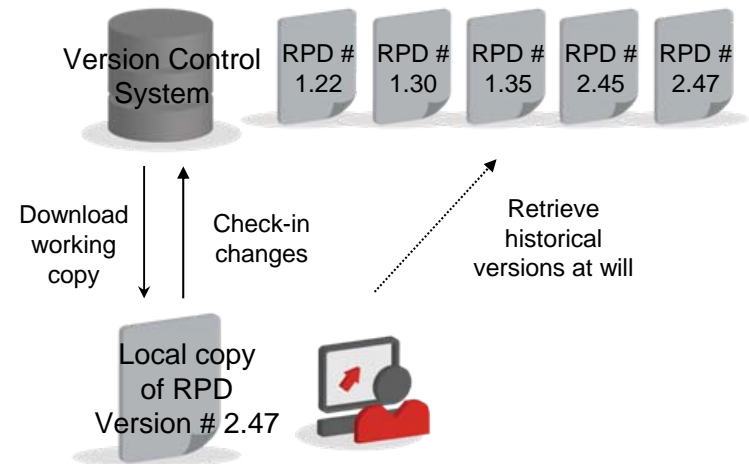 Version Control
System
RPD #
1.22
RPD #
1.30
RPD #
1.35
RPD #
2.45
RPD #
2.47
Download
working
copy
Check-in
changes
Retrieve
historical
versions at will
Local copy
of RPD
Version # 2.47